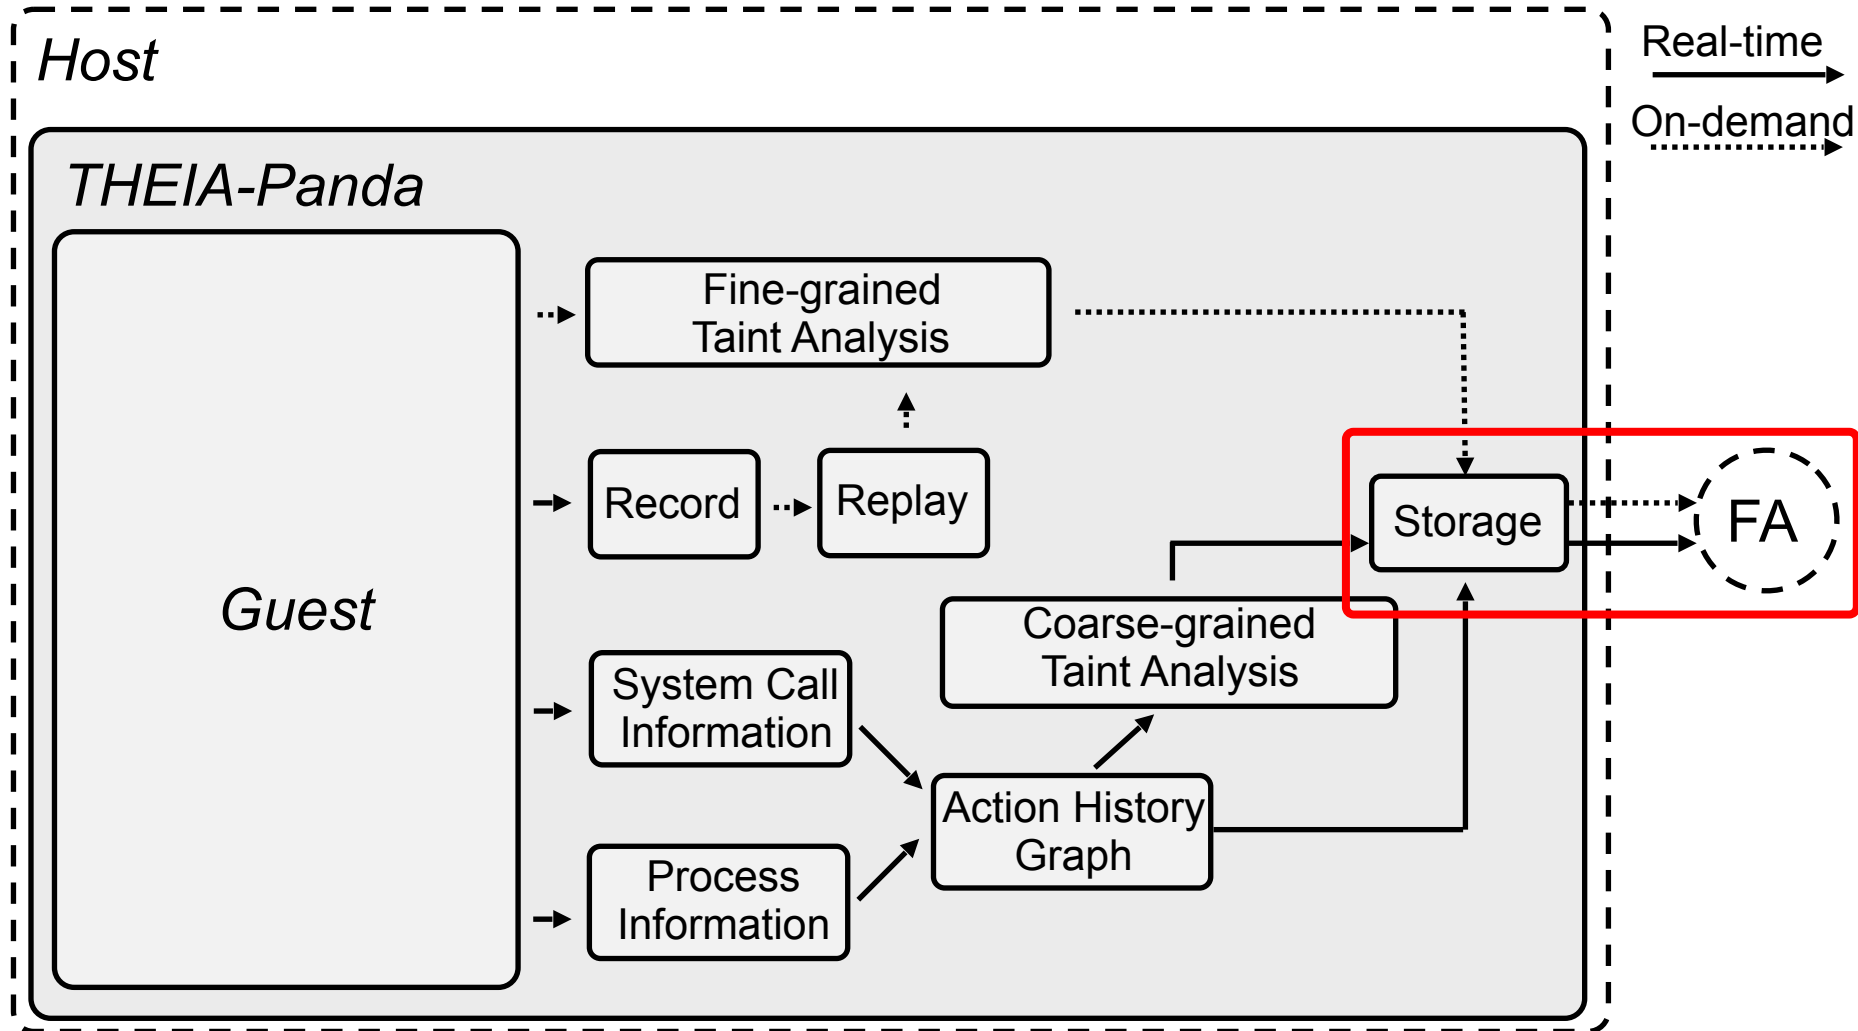 Host
Real-time
On-demand
THEIA-Panda
Fine-grained
Taint Analysis
Record
Replay
Storage
FA
Guest
Coarse-grained
Taint Analysis
System Call
Information
Action History
Graph
Process
Information